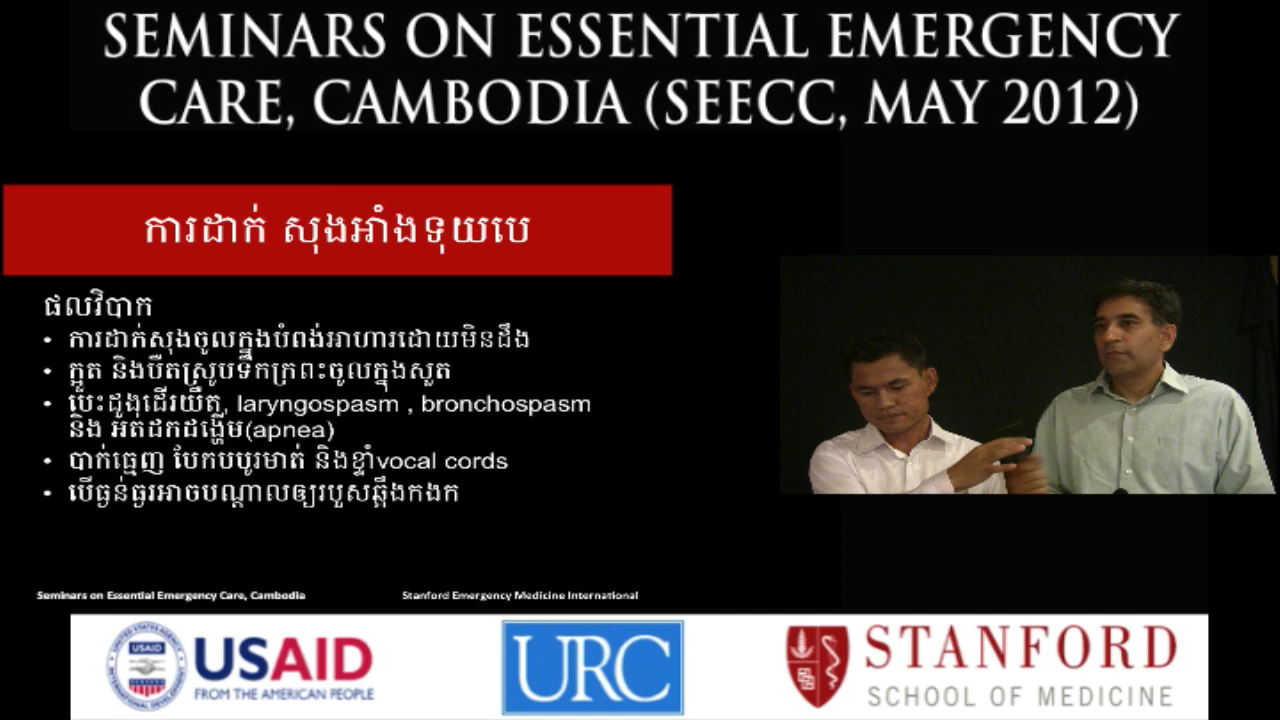 SEMINARS ON ESSENTIAL EMERGENCY
CARE, CAMBODIA (SEECC, MAY 2012)
ការដាក់ សុងអាំងទុយបេ
ផលវិបាក
• ការដាក់សុងចូលក្នុងបំពង់អាហារដោយមិនដឹង
• ក្អួត និងបឺតស្រូបទឹកក្រពះចូលក្នុងសួត
• បេះដូងដើរយឺត, laryngospasm , bronchospasm
និង អត់ដកដង្ហើម(apnea)
• បាក់ធ្មេញ បែកបបូរមាត់ និងខ្ទាំvocal cords
• បើធ្ងន់ធ្ងរអាចបណ្តាលឲ្យរបួសឆ្អឹងកងក
Seminars on Essential Emergency Care, Cambodia
Stanford Emergency Medicine International
UNITED STATES AGENCY
INTERNATIONAL DEVELOPMENT
USAID
USAID
FROM THE AMERICAN PEOPLE
URC
STANFORD
SCHOOL OF MEDICINE